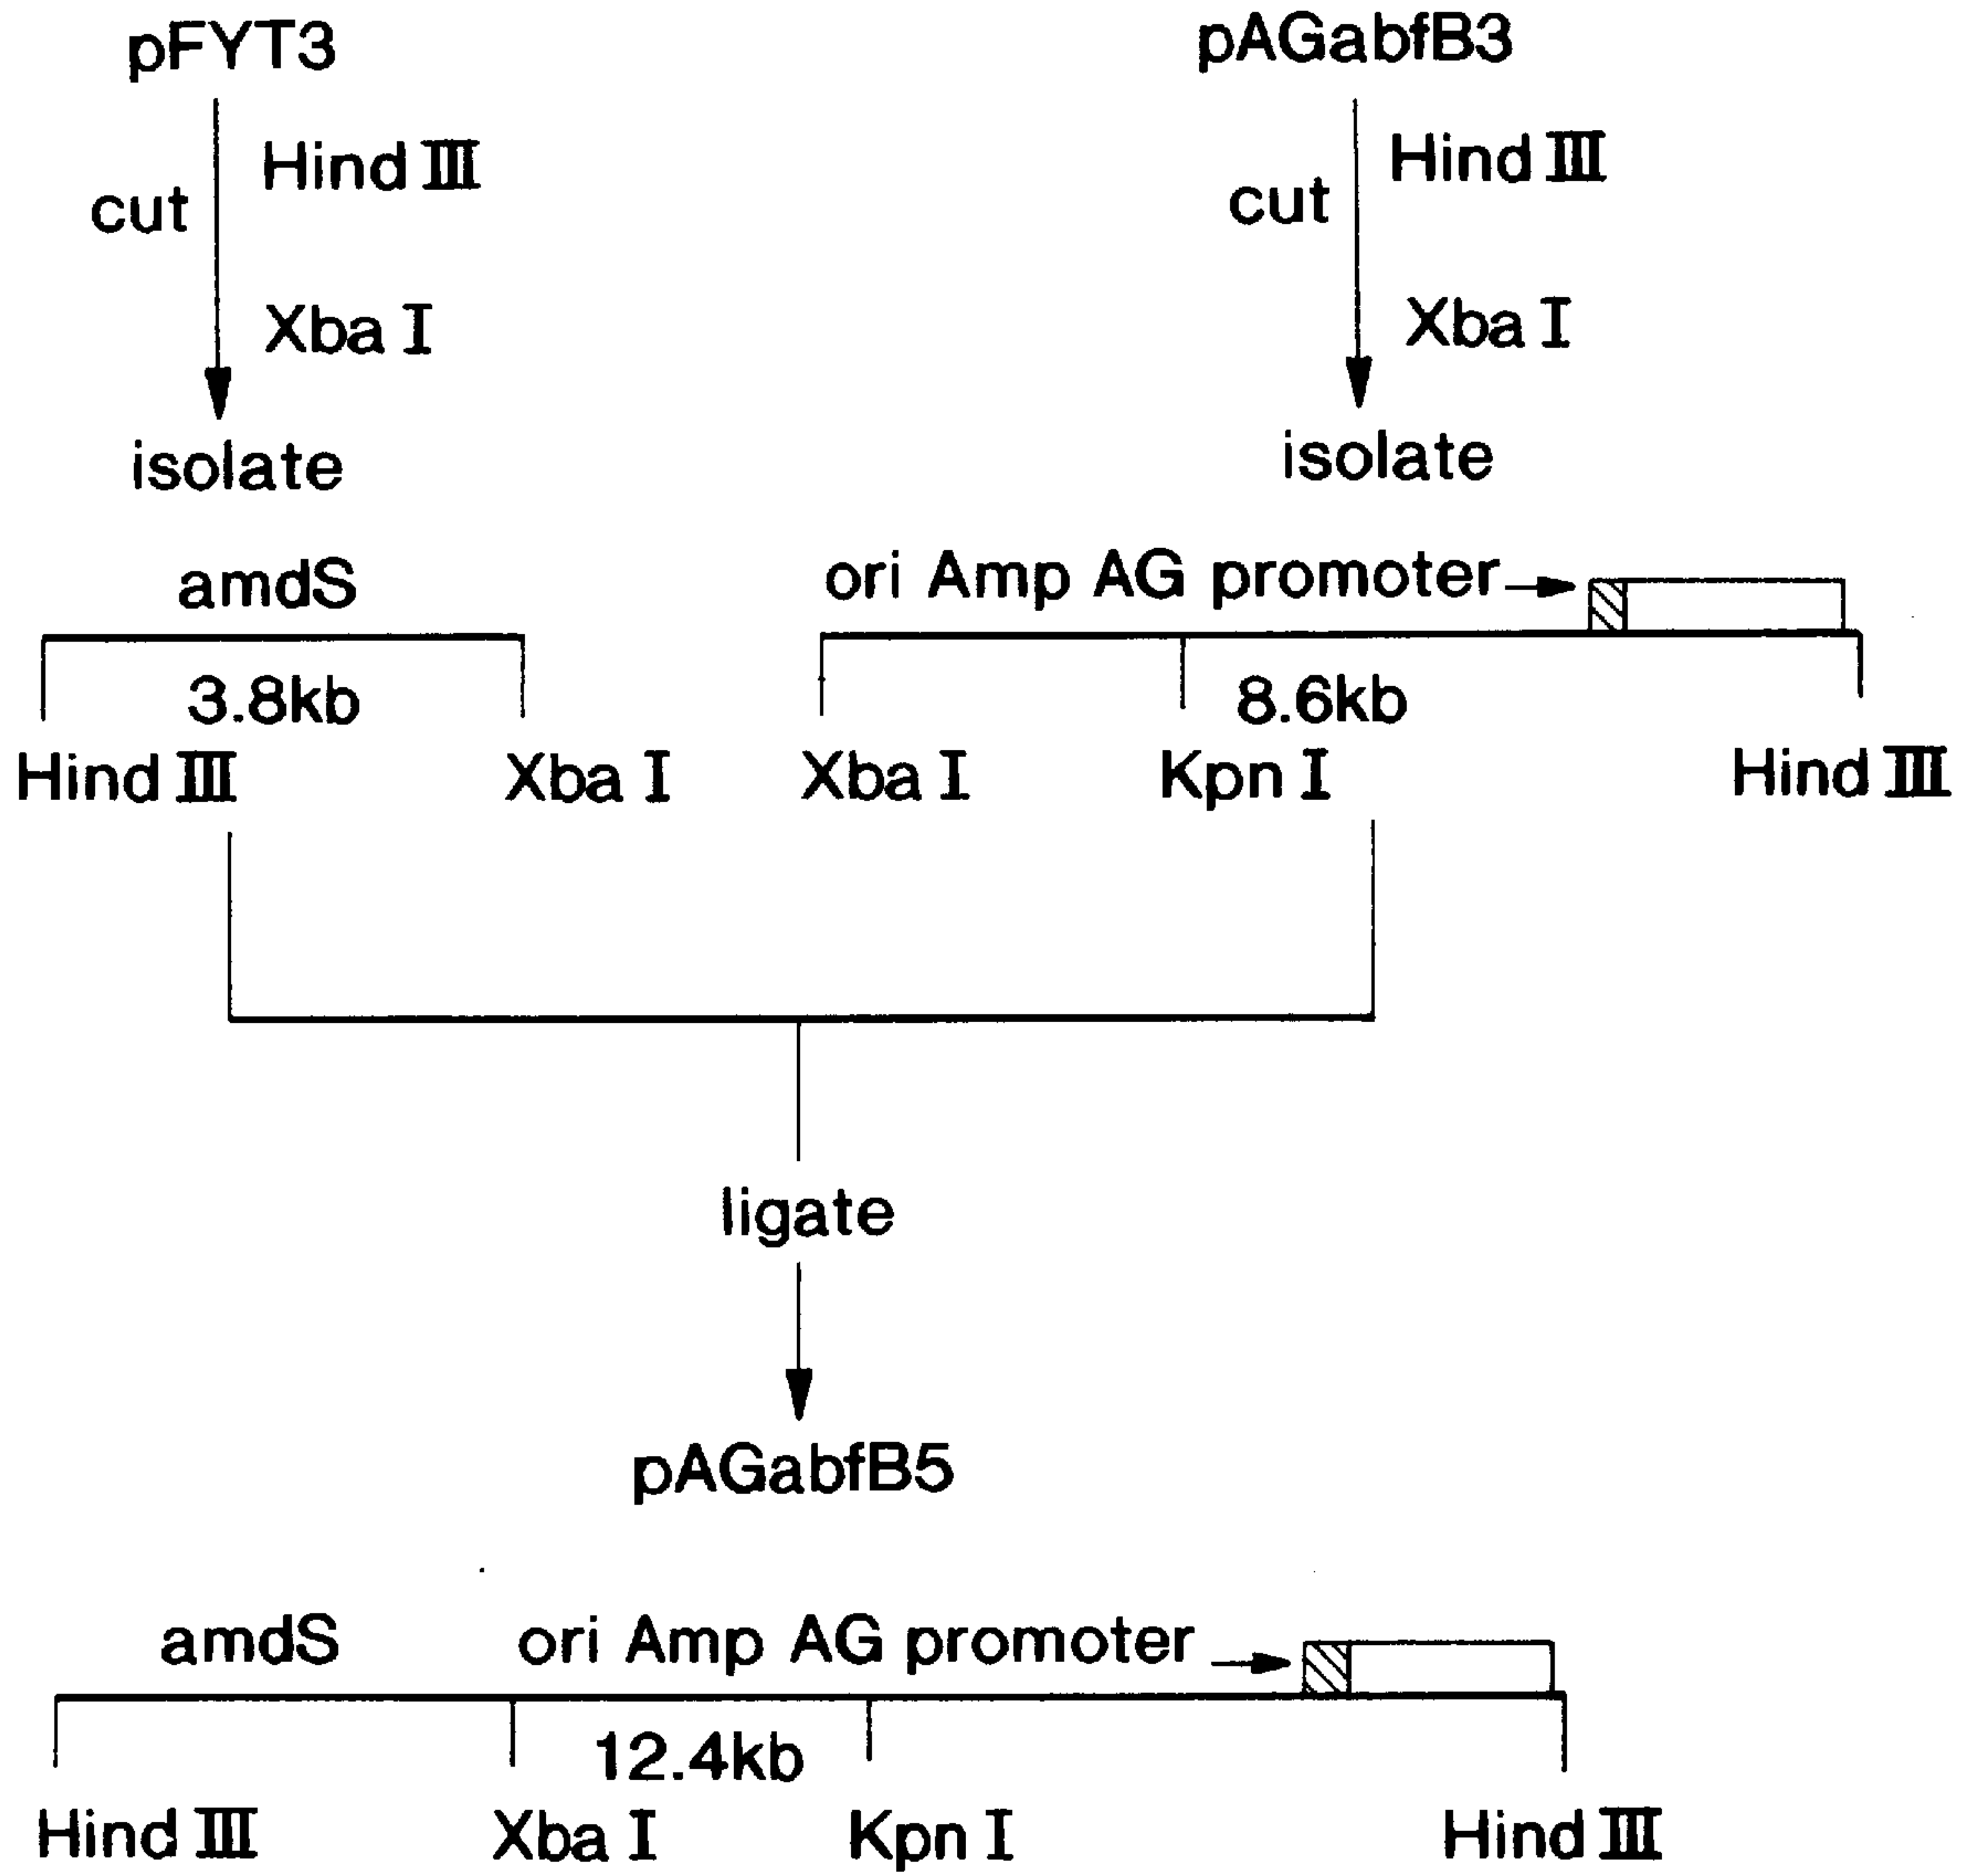 pFYT3
pAGabfB3
Hind III
cut
Xba I
isolate
Hind III
cut
Xba I
isolate
amdS
3.8kb
Hind III
Xba I
ori Amp AG promoter
8.6kb
Xba I
Kpn I
Hind III
ligate
pAGabfB5
amdS
ori Amp AG promoter
12.4kb
Hind III
Xba I
Kpn I
Hind III